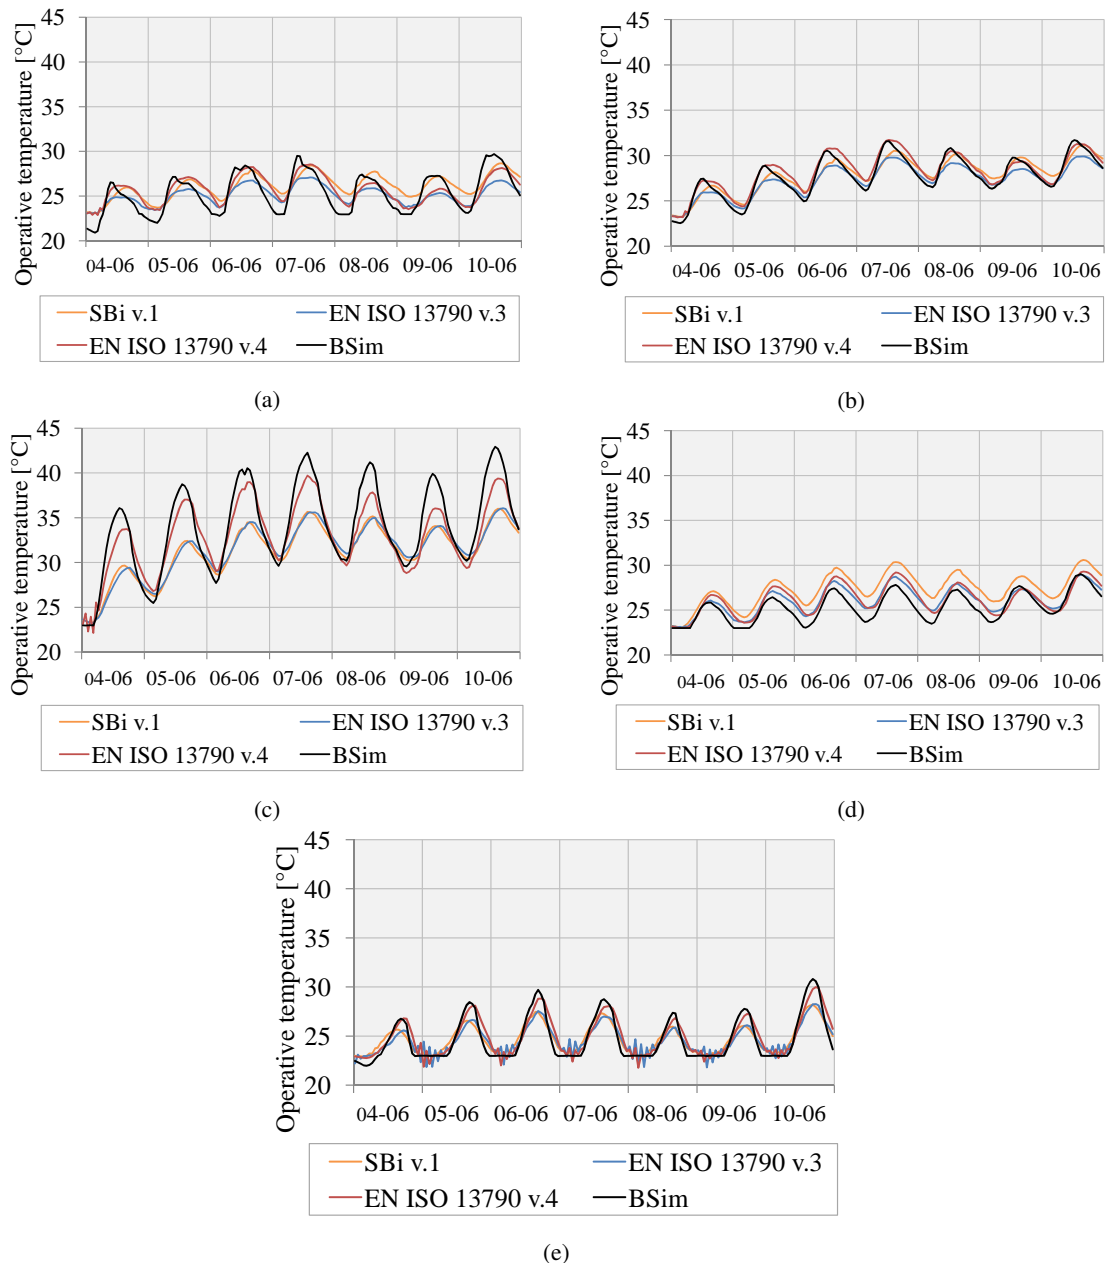 Operative temperature [°C]
45
40
35
30
25
20
04-06 05-06 06-06 07-06 08-06 09-06 10-06
SBi v.1 EN ISO 13790 v.3
EN ISO 13790 v.4 BSim
(a)
Operative temperature [°C]
45
40
35
30
25
20
04-06 05-06 06-06 07-06 08-06 09-06 10-06
SBi v.1 EN ISO 13790 v.3
EN ISO 13790 v.4 BSim
(b)
Operative temperature [°C]
45
40
35
30
25
20
04-06 05-06 06-06 07-06 08-06 09-06 10-06
SBi v.1 EN ISO 13790 v.3
EN ISO 13790 v.4 BSim
(c)
Operative temperature [°C]
45
40
35
30
25
20
04-06 05-06 06-06 07-06 08-06 09-06 10-06
SBi v.1 EN ISO 13790 v.3
EN ISO 13790 v.4 BSim
(d)
Operative temperature [°C]
45
40
35
30
25
20
04-06 05-06 06-06 07-06 08-06 09-06 10-06
SBi v.1 EN ISO 13790 v.3
EN ISO 13790 v.4 BSim
(e)